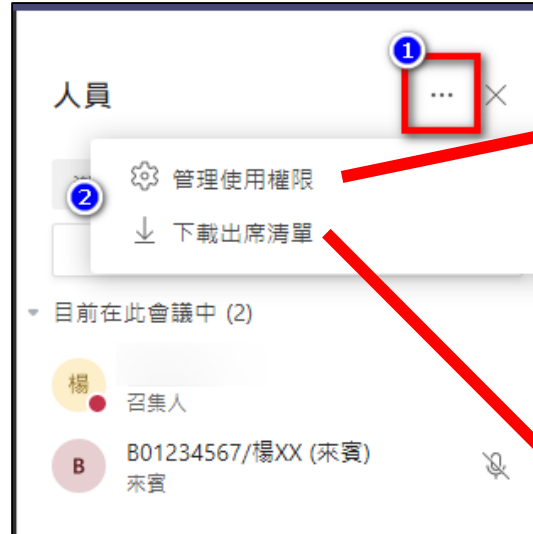 1
人員
...
2
管理使用權限
下載出席清單
目前在此會議中 (2)
楊
召集人
B
B01234567/楊XX (來賓)
來賓